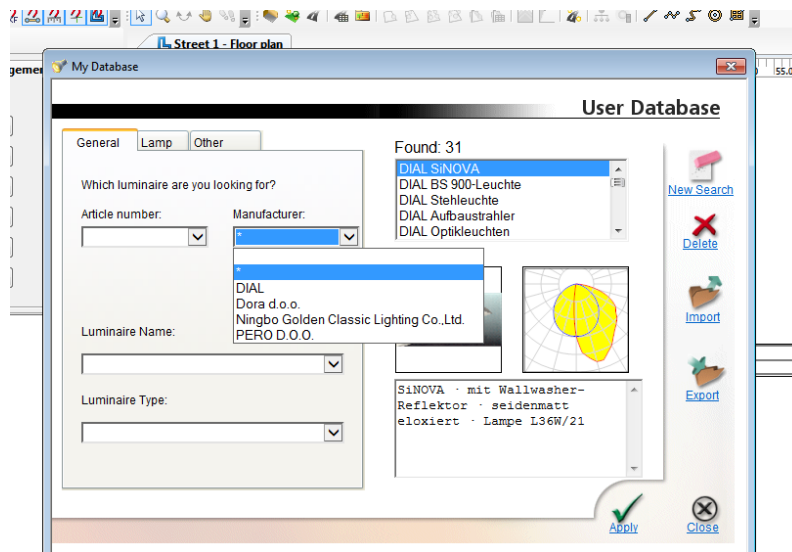 Street 1 - Floor plan
My Database
55.0
User Database
General
Lamp
Other
Which luminaire are you looking for?
Article number:
Manufacturer:
*
*
DIAL
Dora d.o.o.
Ningbo Golden Classic Lighting Co.,Ltd.
PERO D.O.O.
Luminaire Name:
Luminaire Type:
Found: 31
DIAL SiNOVA
DIAL BS 900-Leuchte
DIAL Stehleuchte
DIAL Aufbaustrahler
DIAL Optikleuchten
SiNOVA · mit Wallwasher-
Reflektor · seidenmatt
eloxiert · Lampe L36W/21
New Search
Delete
Import
Export
Apply
Close